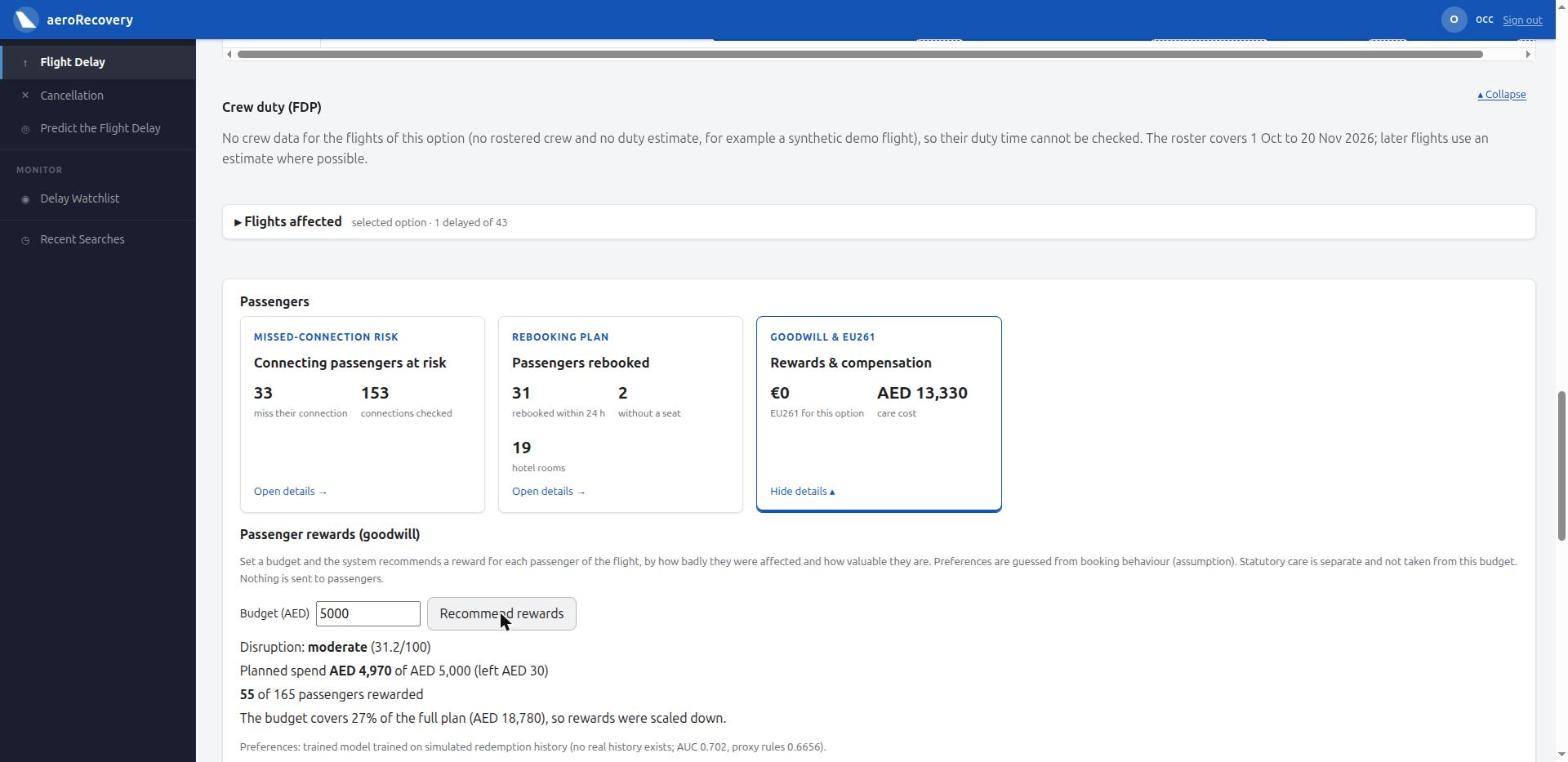 aeroRecovery
O OCC Sign out
↑ Flight Delay
✕ Cancellation
◎ Predict the Flight Delay
MONITOR
◉ Delay Watchlist
◷ Recent Searches
▴ Collapse
Crew duty (FDP)
No crew data for the flights of this option (no rostered crew and no duty estimate, for example a synthetic demo flight), so their duty time cannot be checked. The roster covers 1 Oct to 20 Nov 2026; later flights use an
estimate where possible.
▸ Flights affected selected option · 1 delayed of 43
Passengers
MISSED-CONNECTION RISK
Connecting passengers at risk
33 153
miss their connection connections checked
Open details →
REBOOKING PLAN
Passengers rebooked
31 2
rebooked within 24 h without a seat
19
hotel rooms
Open details →
GOODWILL & EU261
Rewards & compensation
€0 AED 13,330
EU261 for this option care cost
Hide details ▴
Passenger rewards (goodwill)
Set a budget and the system recommends a reward for each passenger of the flight, by how badly they were affected and how valuable they are. Preferences are guessed from booking behaviour (assumption). Statutory care is separate and not taken from this budget.
Nothing is sent to passengers.
Budget (AED) 5000 Recommend rewards
Disruption: moderate (31.2/100)
Planned spend AED 4,970 of AED 5,000 (left AED 30)
55 of 165 passengers rewarded
The budget covers 27% of the full plan (AED 18,780), so rewards were scaled down.
Preferences: trained model trained on simulated redemption history (no real history exists; AUC 0.702, proxy rules 0.6656).